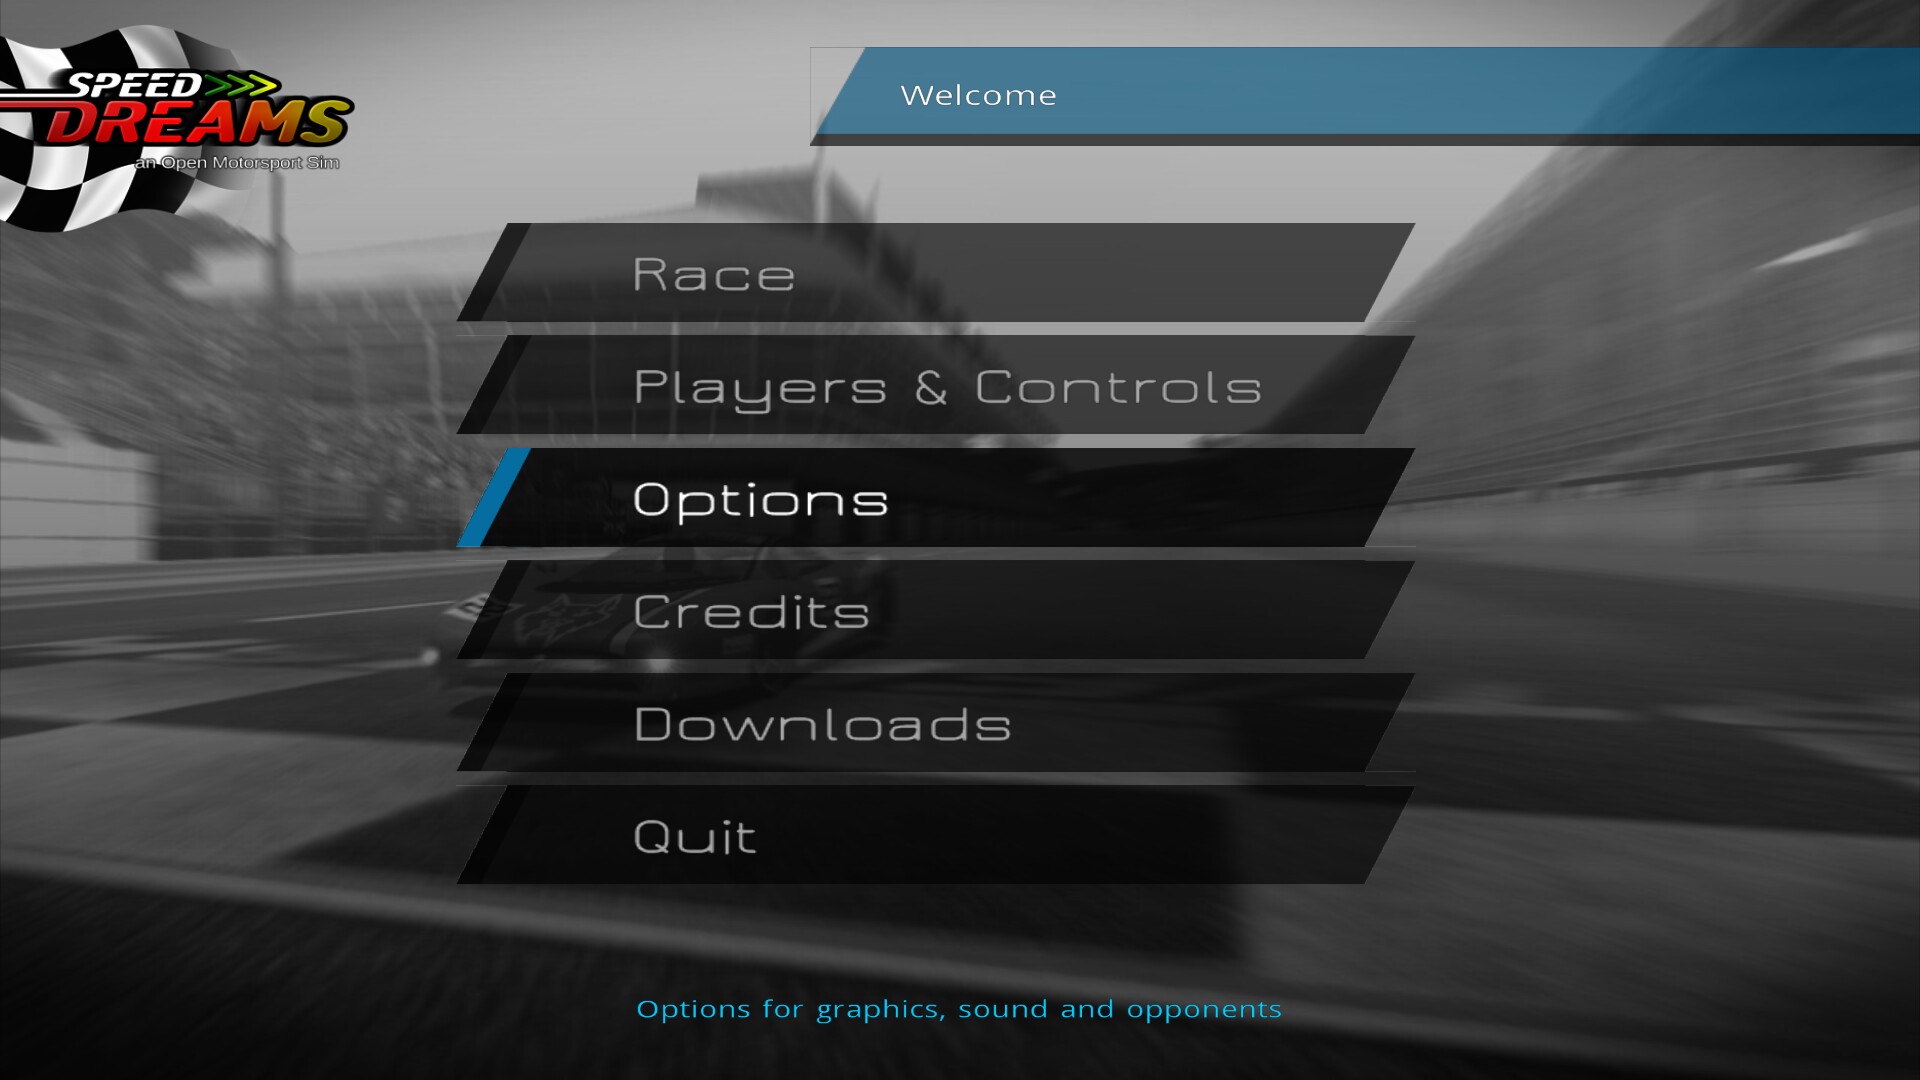 SPEED
DREAMS
an Open Motorsport Sim
Welcome
Race
Players & Controls
Options
Credits
Downloads
Quit
Options for graphics, sound and opponents